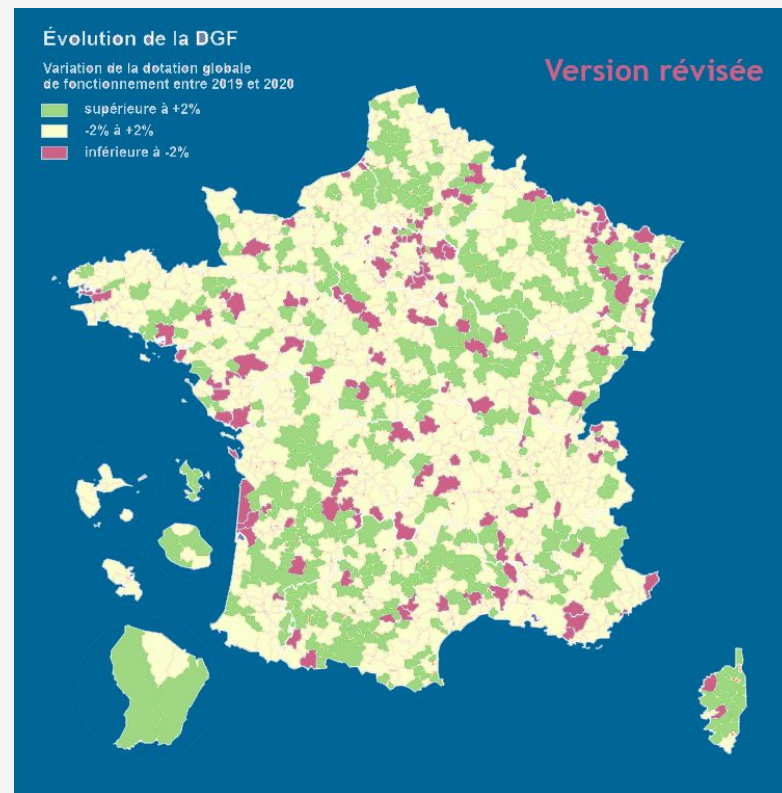 Évolution de la DGF
Version révisée
Variation de la dotation globale
de fonctionnement entre 2019 et 2020
supérieure à +2%
-2% à +2%
inférieure à -2%